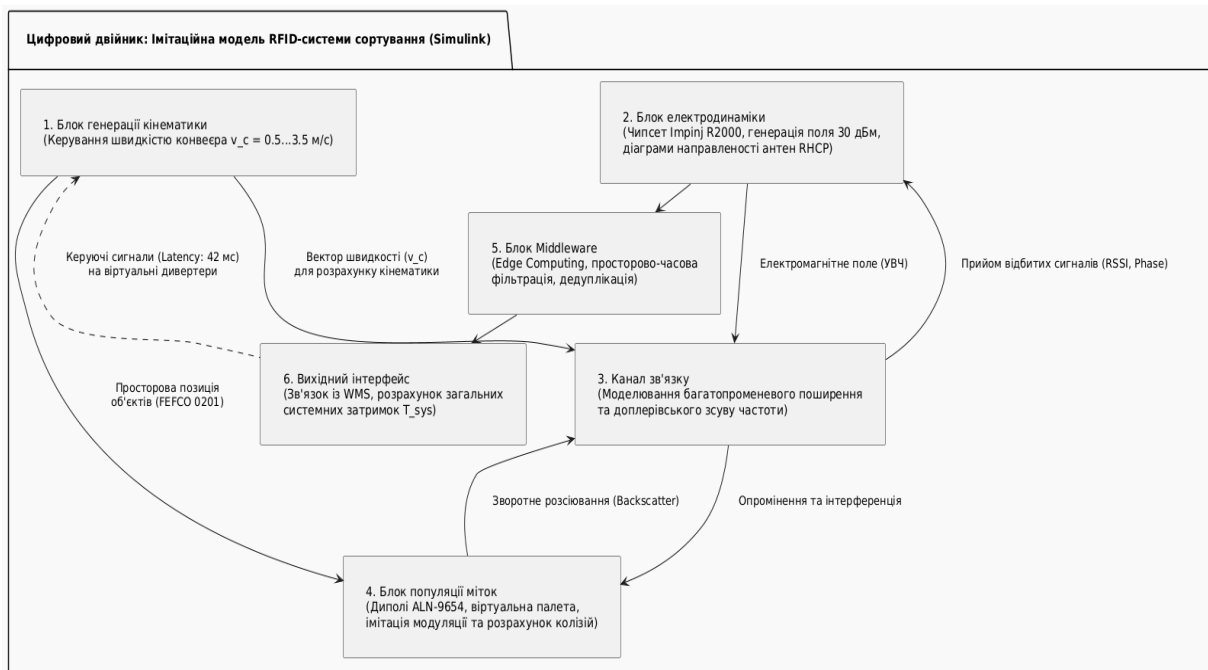 Цифровий двійник: Імітаційна модель RFID-системи сортування (Simulink)
1. Блок генерації кінематики
(Керування швидкістю конвеєра v_c = 0.5...3.5 м/с)
2. Блок електродинаміки
(Чипсет Impinj R2000, генерація поля 30 дБм,
діаграми направленості антен RHCP)
5. Блок Middleware
(Edge Computing, просторово-часова
фільтрація, дедуплікація)
Керуючі сигнали (Latency: 42 мс)
на віртуальні дивертери
Вектор швидкості (v_c)
для розрахунку кінематики
Електромагнітне поле (УВЧ)
Прийом відбитих сигналів (RSSI, Phase)
Просторова позиція
об'єктів (FEFCO 0201)
6. Вихідний інтерфейс
(Зв'язок із WMS, розрахунок загальних
системних затримок T_sys)
3. Канал зв'язку
(Моделювання багатопроменевого поширення
та доплерівського зсуву частоти)
Зворотне розсіювання (Backscatter)
Опромінення та інтерференція
4. Блок популяції міток
(Диполі ALN-9654, віртуальна палета,
імітація модуляції та розрахунок колізій)